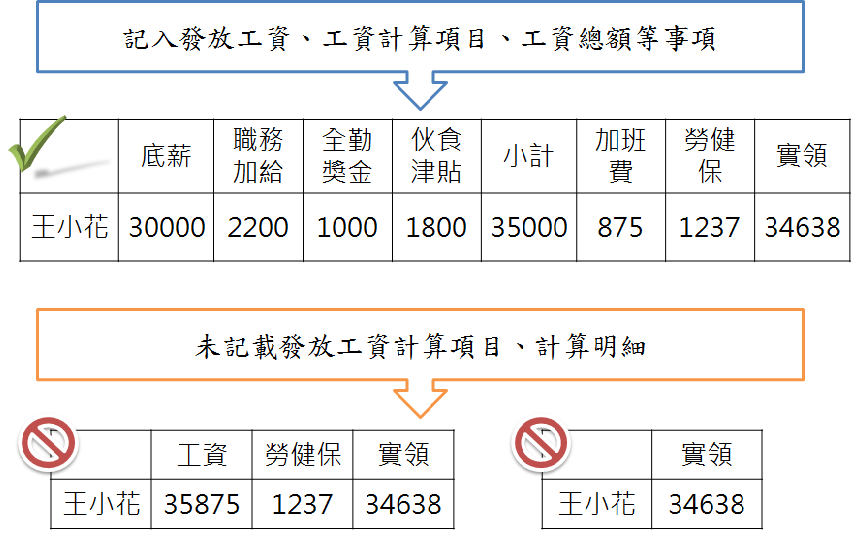 記入發放工資、工資計算項目、工資總額等事項
底薪 職務加給 全勤獎金 伙食津貼 小計 加班費 勞健保 實領
王小花 30000 2200 1000 1800 35000 875 1237 34638
未記載發放工資計算項目、計算明細
工資 勞健保 實領
王小花 35875 1237 34638
實領
王小花 34638